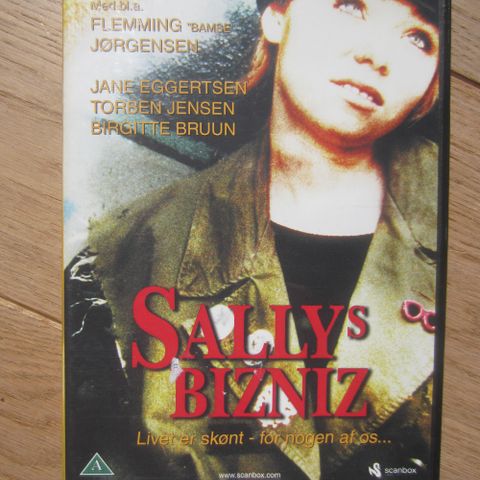 Med bl.a.
FLEMMING "BAMSE"
JØRGENSEN
JANE EGGERTSEN
TORBEN JENSEN
BIRGITTE BRUUN
SALLYS
BIZNIZ
Livet er skønt - for nogen af os...
A
www.scanbox.com
scanbox